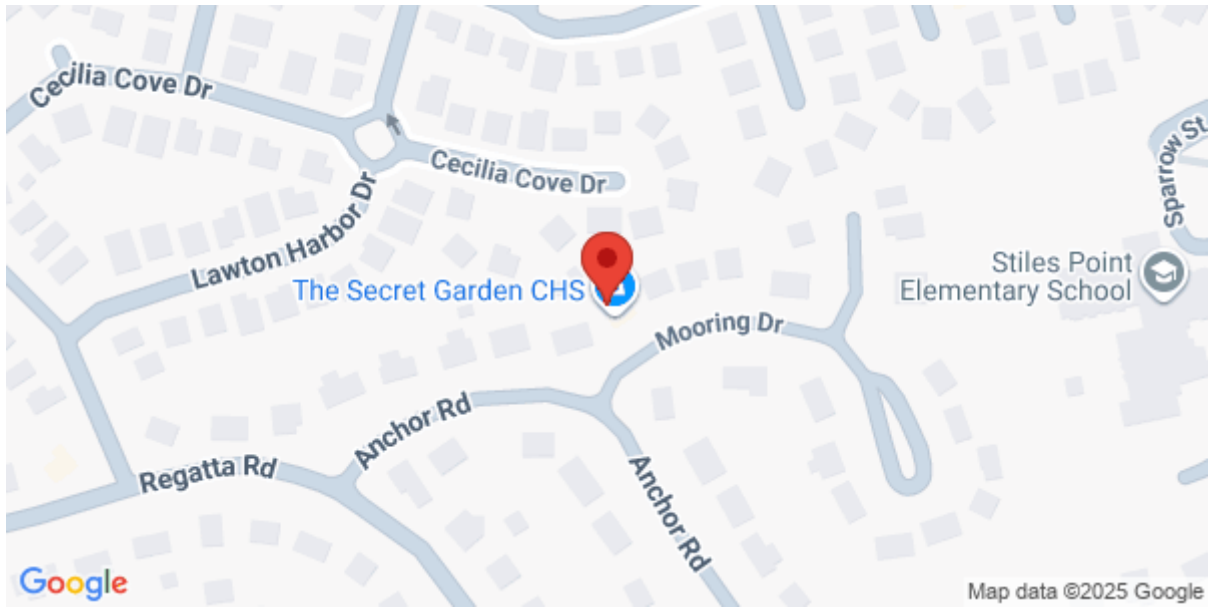 Cecilia Cove Dr
Sparrow St
Cecilia Cove Dr
Lawton Harbor Dr
Stiles Point
Elementary School
The Secret Garden CHS
Mooring Dr
Anchor Rd
Regatta Rd
Anchor Rd
Google
Map data ©2025 Google